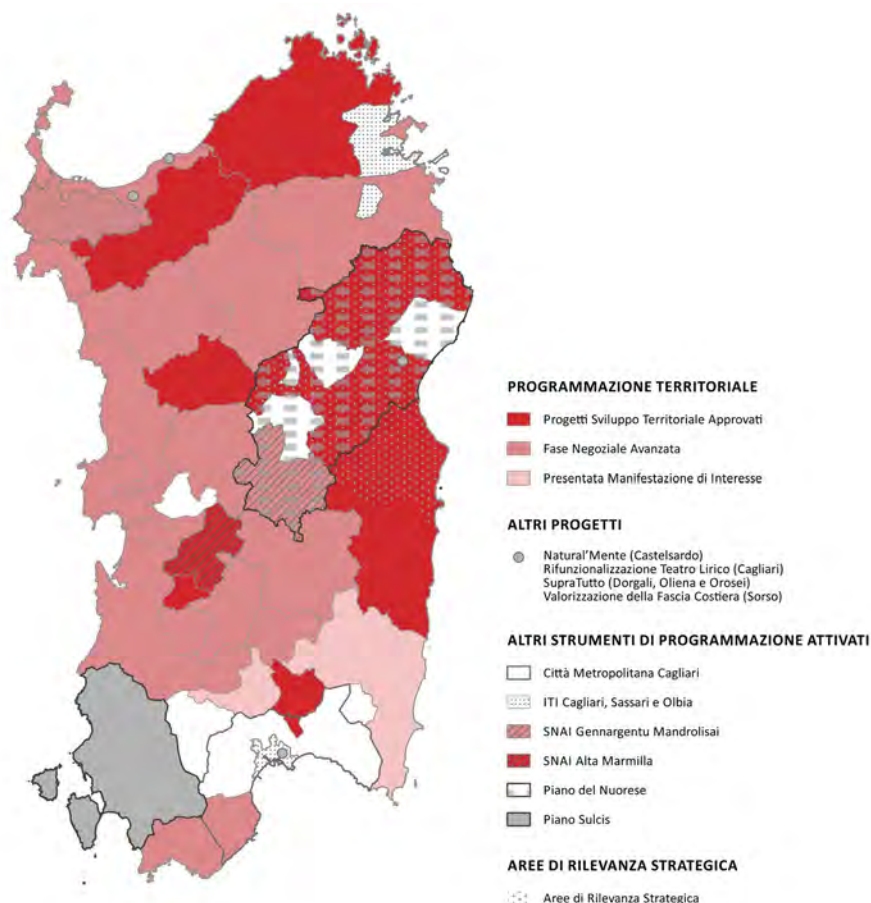 PROGRAMMAZIONE TERRITORIALE
Progetti Sviluppo Territoriale Approvati
Fase Negoziale Avanzata
Presentata Manifestazione di Interesse
ALTRI PROGETTI
Natural'Mente (Castelsardo)
Rifunzionalizzazione Teatro Lirico (Cagliari)
SupraTutto (Dorgali, Oliena e Orosei)
Valorizzazione della Fascia Costiera (Sorso)
ALTRI STRUMENTI DI PROGRAMMAZIONE ATTIVATI
Città Metropolitana Cagliari
ITI Cagliari, Sassari e Olbia
SNAI Gennargentu Mandrolisai
SNAI Alta Marmilla
Piano del Nuorese
Piano Sulcis
AREE DI RILEVANZA STRATEGICA
Aree di Rilevanza Strategica